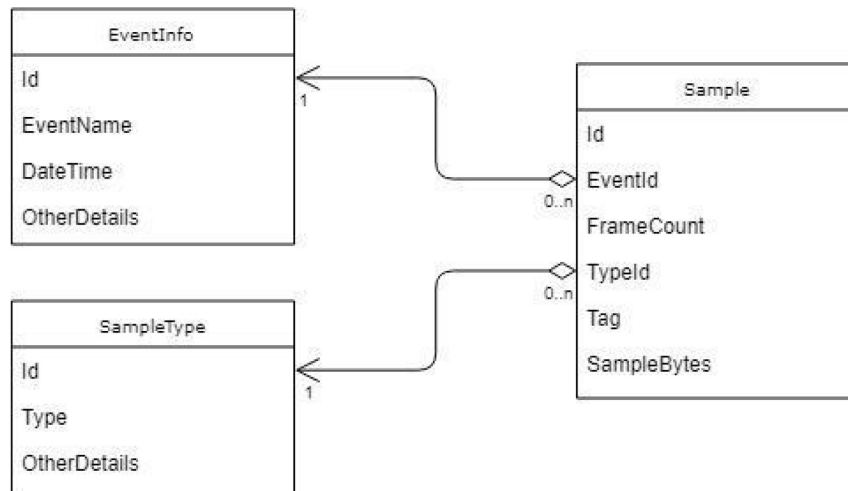 EventInfo
Id
EventName
DateTime
OtherDetails
1
Sample
Id
EventId
0..n
FrameCount
TypeId
0..n
Tag
SampleBytes
SampleType
Id
1
Type
OtherDetails